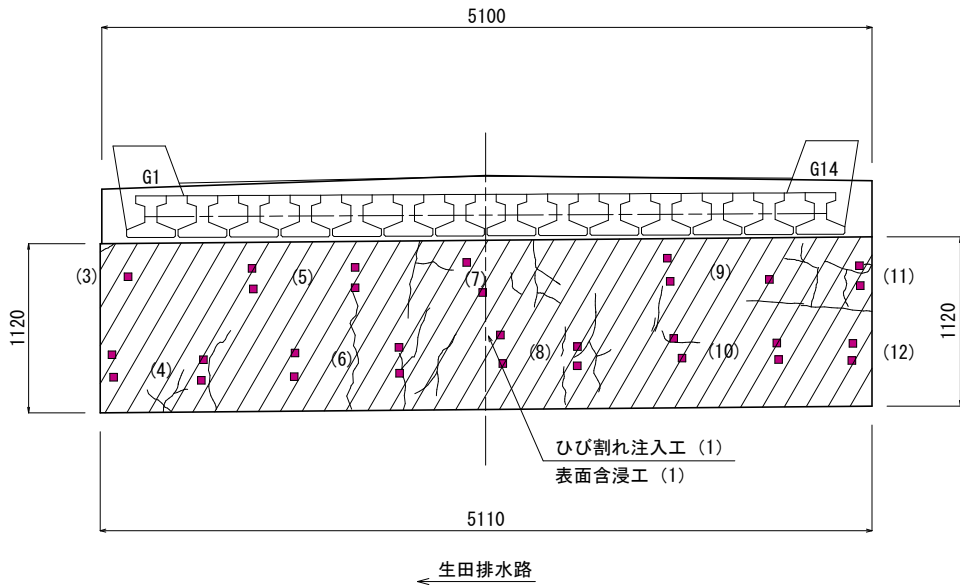 5100
G1
G14
(3)
(5)
(7)
(9)
(11)
1120
1120
(4)
(6)
(8)
(10)
(12)
ひび割れ注入工 (1)
表面含浸工 (1)
5110
生田排水路